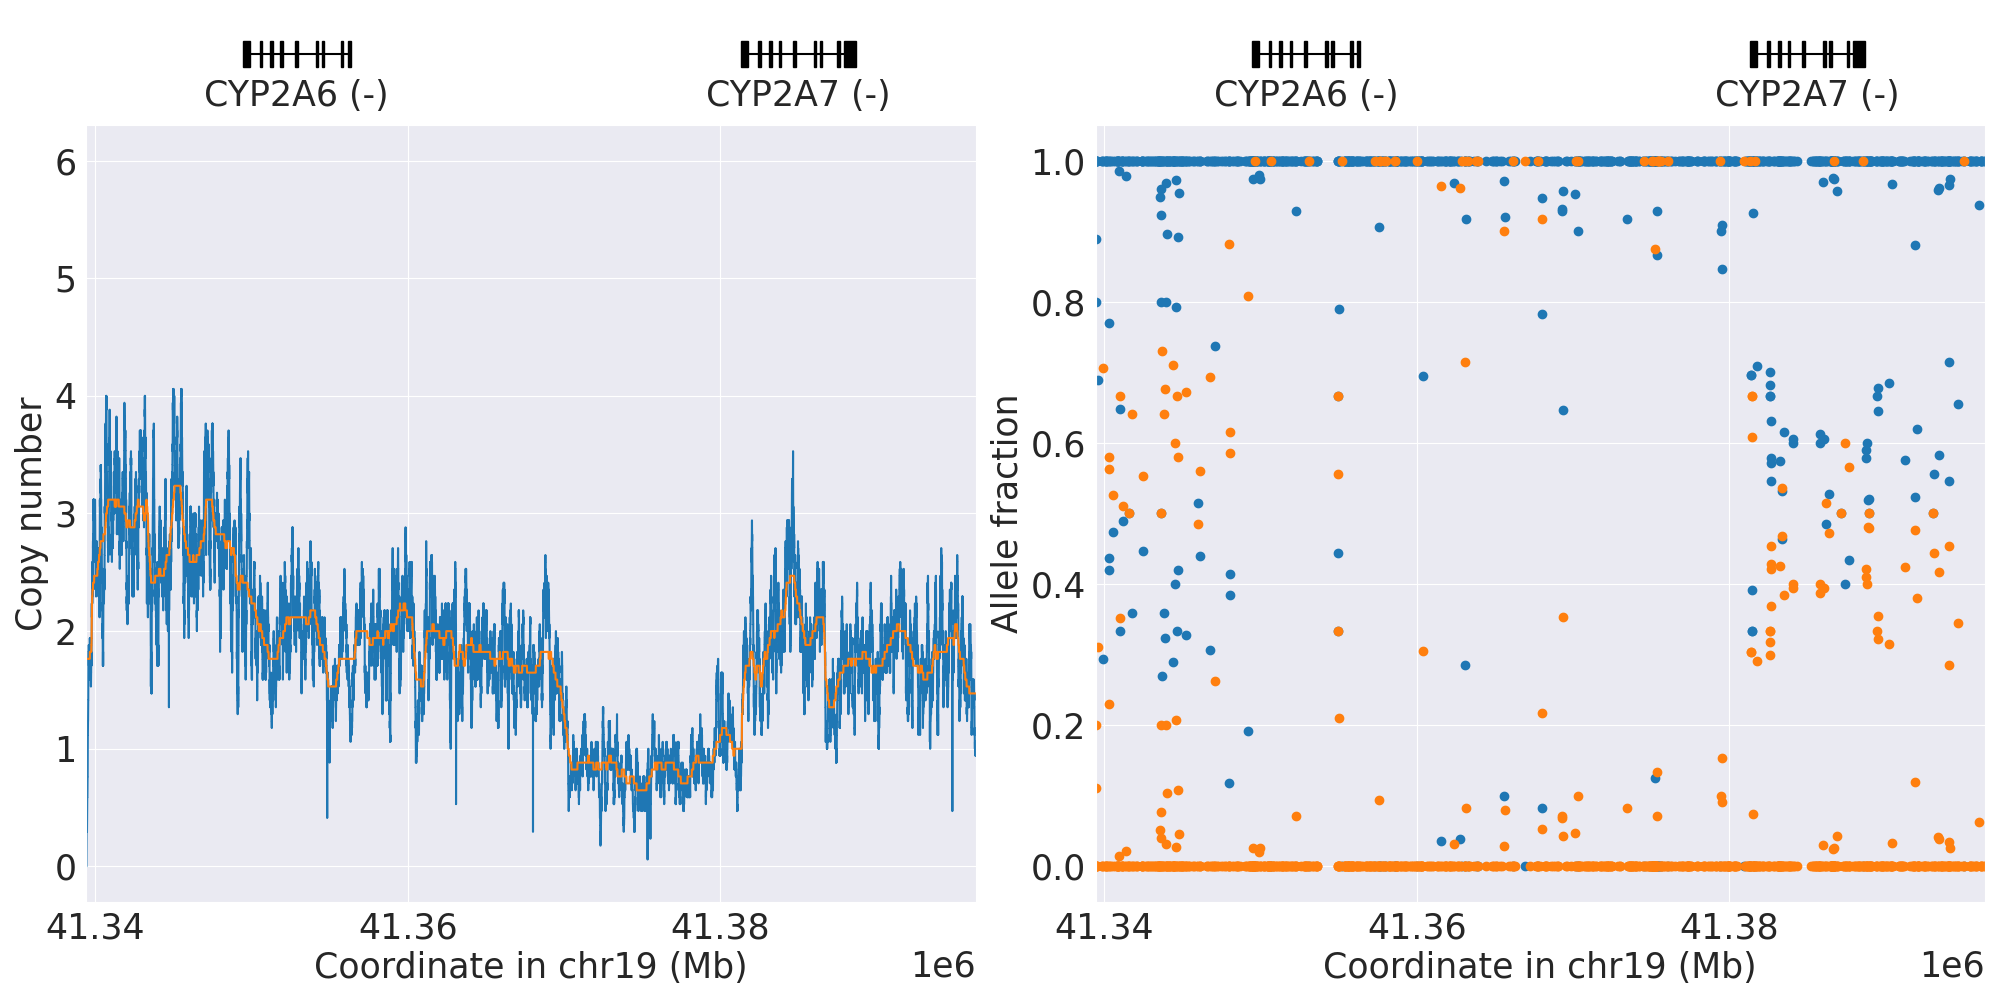 CYP2A6 (-)
CYP2A7 (-)
CYP2A6 (-)
CYP2A7 (-)
6
5
4
3
2
1
0
Copy number
41.34
41.36
41.38
Coordinate in chr19 (Mb)
1e6
1.0
0.8
0.6
0.4
0.2
0.0
Allele fraction
41.34
41.36
41.38
Coordinate in chr19 (Mb)
1e6